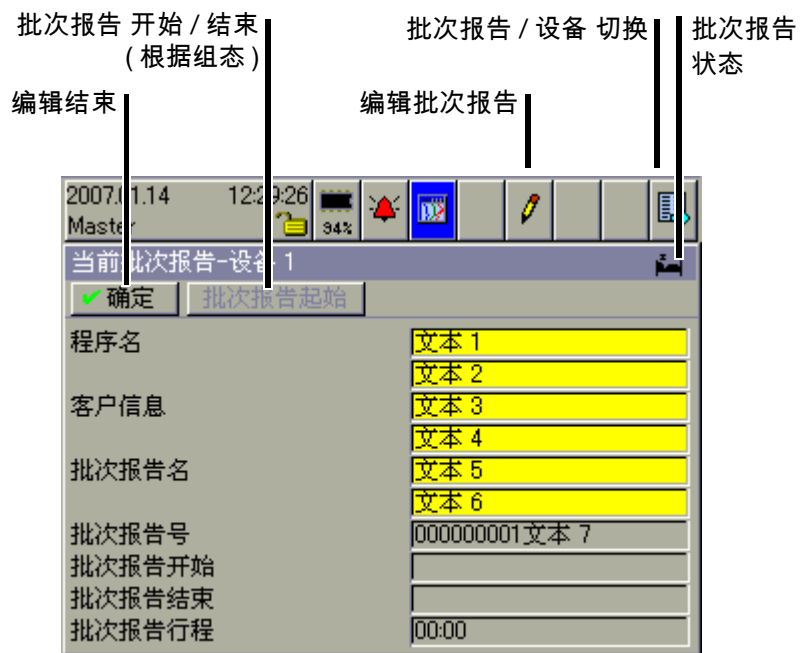 批次报告 开始 / 结束
( 根据组态 )
批次报告 / 设备 切换
批次报告
状态
编辑结束
编辑批次报告
2007.01.14 12:29:26
Master
94%
当前批次报告-设备 1
确定 批次报告起始
程序名 文本 1
文本 2
客户信息 文本 3
文本 4
批次报告名 文本 5
文本 6
批次报告号 000000001文本 7
批次报告开始
批次报告结束
批次报告行程 00:00